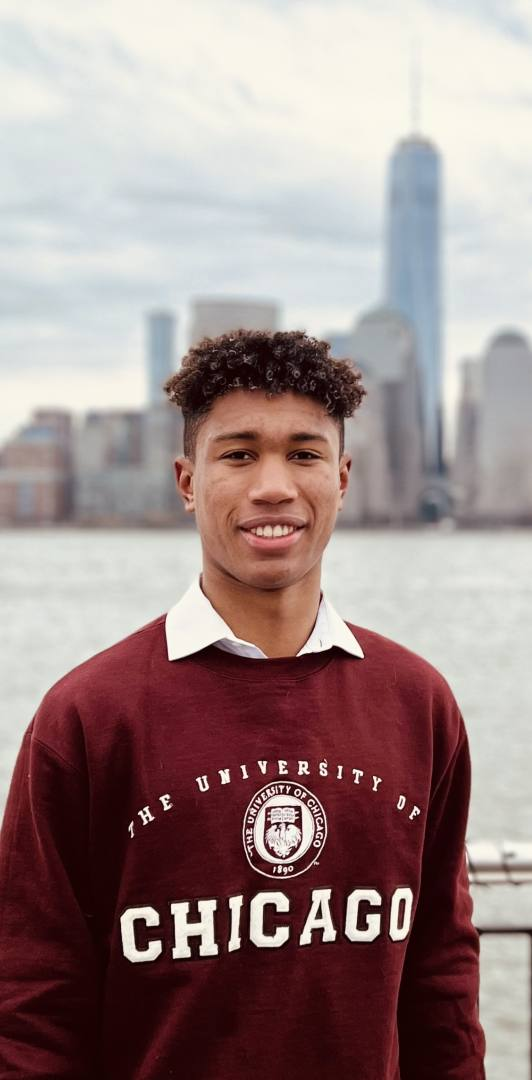 THE UNIVERSITY OF
THE UNIVERSITY OF CHICAGO
1890
CHICAGO